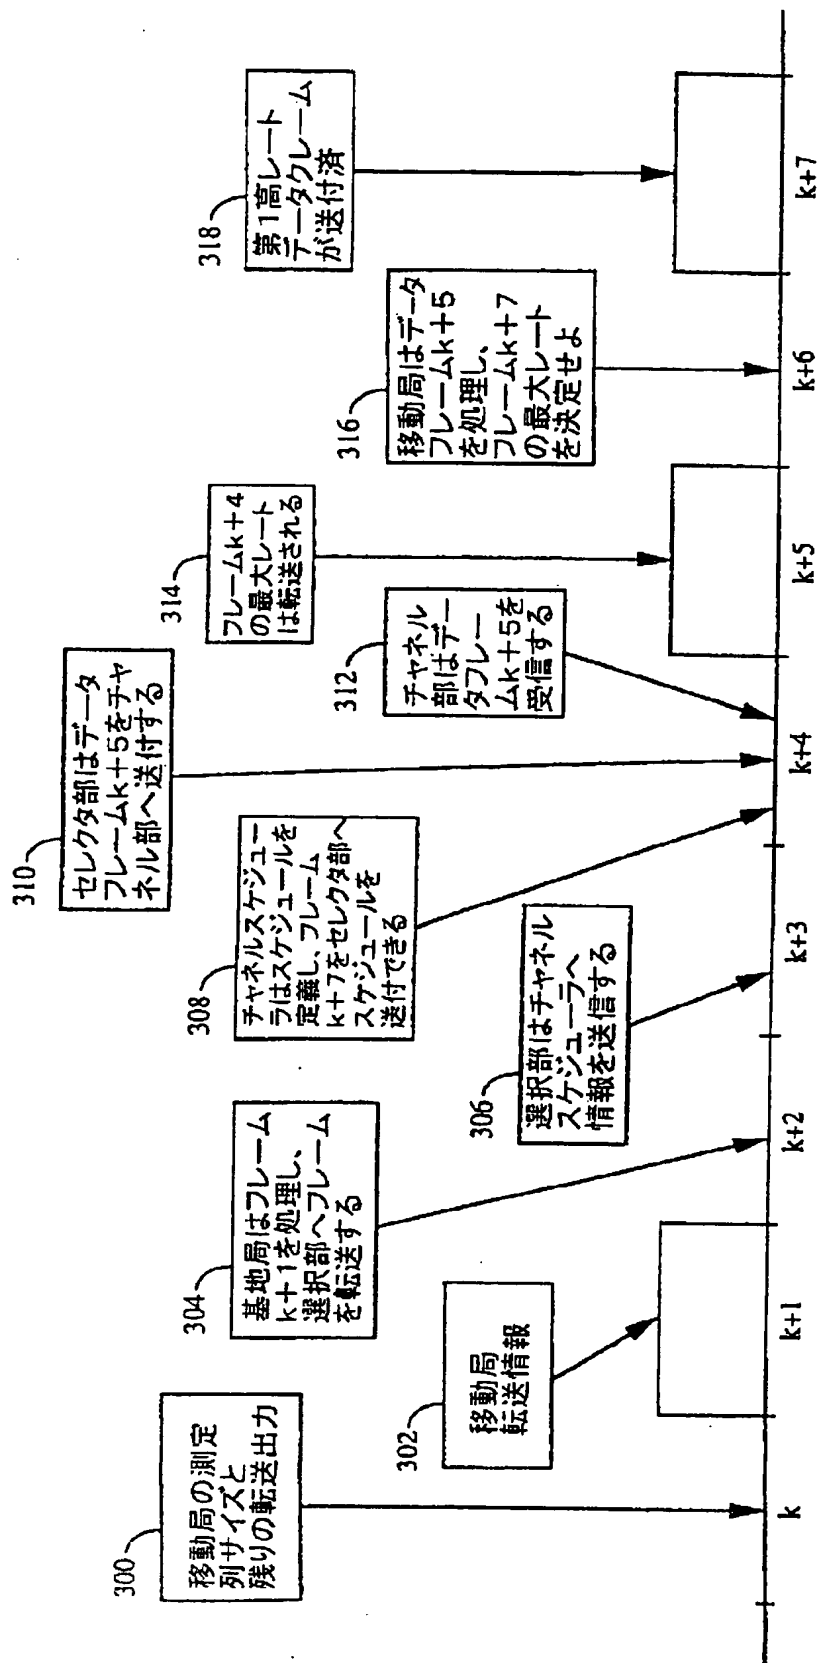 300
移動局の測定
列サイズと
残りの転送出力
302
移動局
転送情報
304
基地局はフレーム
k+1を処理し、
選択部へフレーム
を転送する
306
選択部はチャネル
スケジューラへ
情報を送信する
308
チャネルスケジュー
ラはスケジュールを
定義し、フレーム
k+7をセレクタ部へ
スケジュールを
送付できる
310
セレクタ部はデータ
フレームk+5をチャ
ネル部へ送付する
312
チャネル
部はデー
タフレー
ムk+5を
受信する
314
フレームk+4
の最大レート
は転送される
316
移動局はデータ
フレームk+5
を処理し、
フレームk+7
の最大レート
を決定せよ
318
第1高レート
データクレーム
が送付済
k
k+1
k+2
k+3
k+4
k+5
k+6
k+7